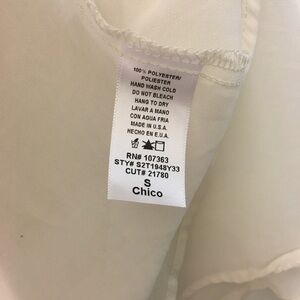 100% POLYESTER/
POLIESTER
HAND WASH COLD
DO NOT BLEACH
HANG TO DRY
LAVAR A MANO
CON AGUA FRIA
MADE IN U.S.A.
HECHO EN E.U.A.
RN# 107363
STY# S2T1948Y33
CUT# 21780
S
Chico